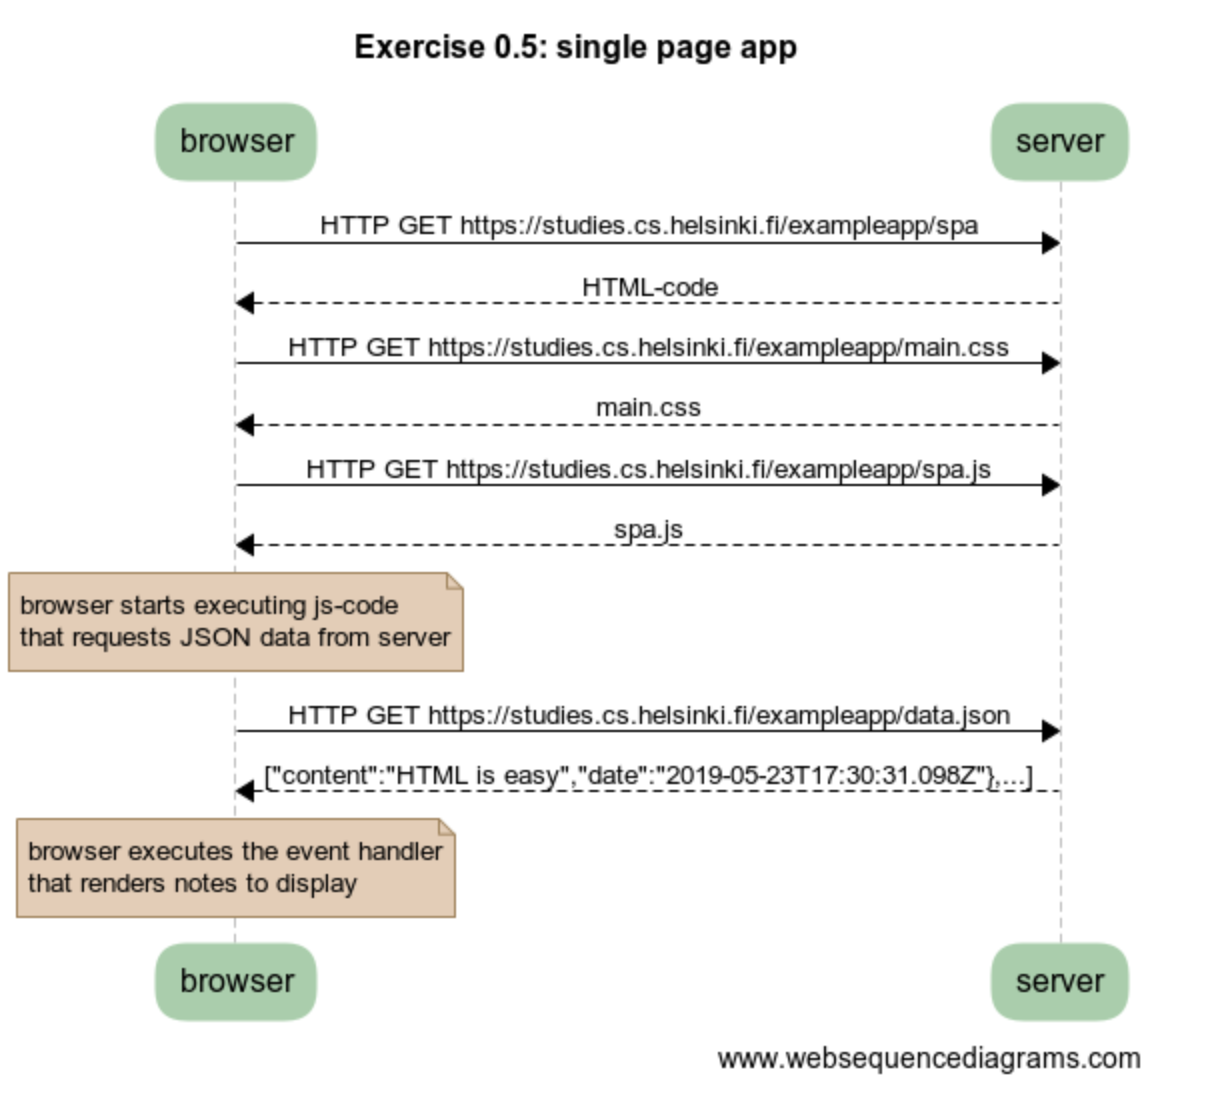 Exercise 0.5: single page app
browser
server
HTTP GET https://studies.cs.helsinki.fi/exampleapp/spa
HTML-code
HTTP GET https://studies.cs.helsinki.fi/exampleapp/main.css
main.css
HTTP GET https://studies.cs.helsinki.fi/exampleapp/spa.js
spa.js
browser starts executing js-code
that requests JSON data from server
HTTP GET https://studies.cs.helsinki.fi/exampleapp/data.json
["content":"HTML is easy","date":"2019-05-23T17:30:31.098Z"},...]
browser executes the event handler
that renders notes to display
browser
server
www.websequencediagrams.com